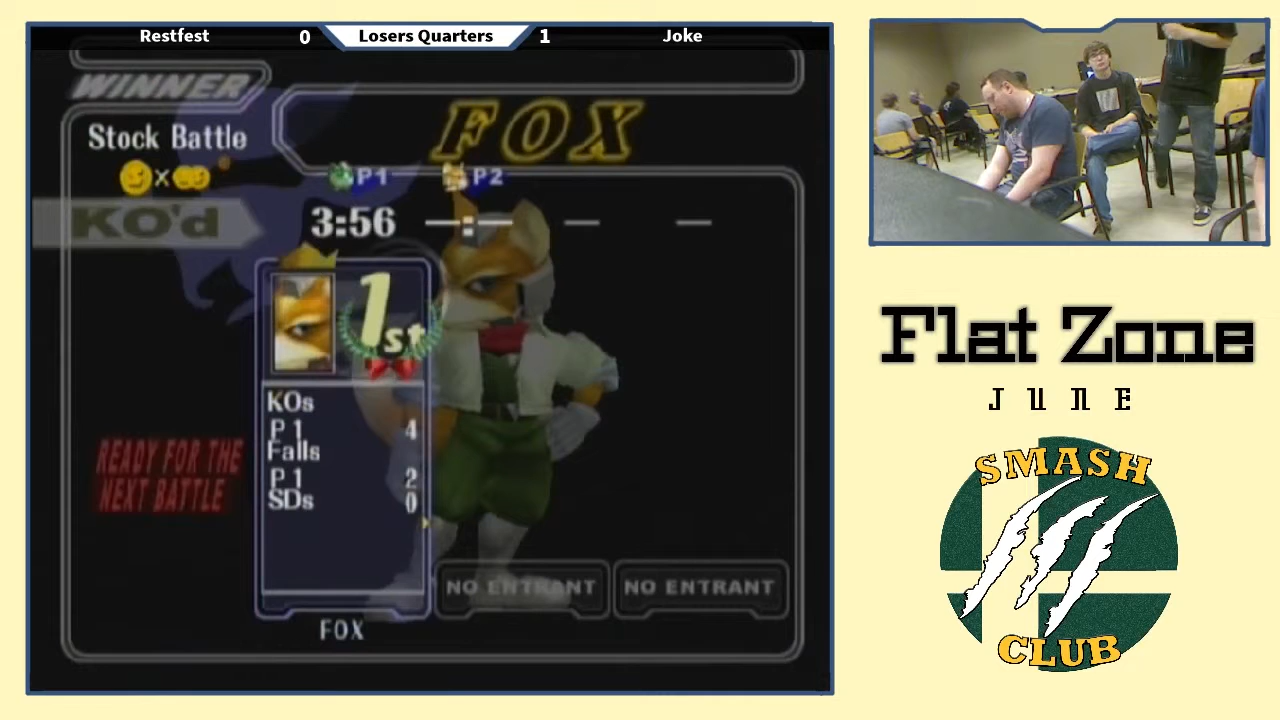 Restfest 0 Losers Quarters 1 Joke
WINNER
Stock Battle
FOX
P1 P2
KO'd
3:56
1st
KOs
P1 4
Falls
P1 2
SDs 0
READY FOR THE
NEXT BATTLE
NO ENTRANT NO ENTRANT
FOX
Flat Zone
JUNE
SMASH
CLUB